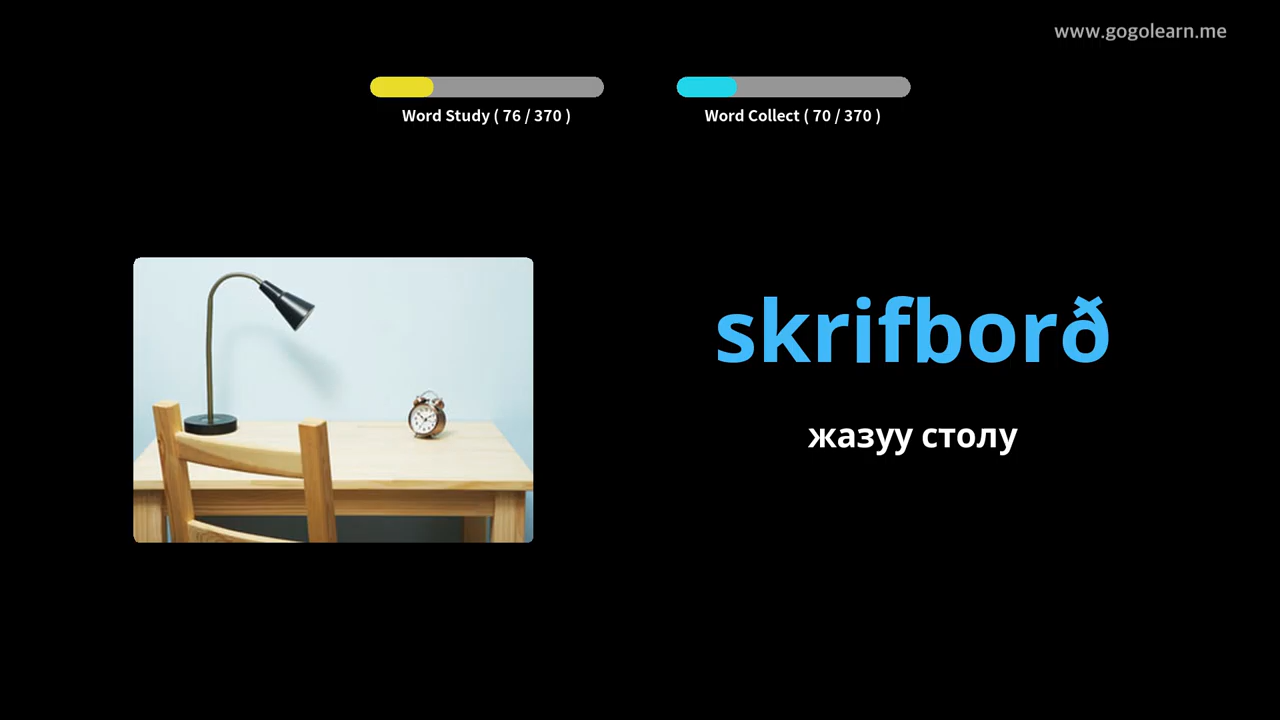 www.gogolearn.me
Word Study ( 76 / 370 )
Word Collect ( 70 / 370 )
skrifborð
жазуу столу